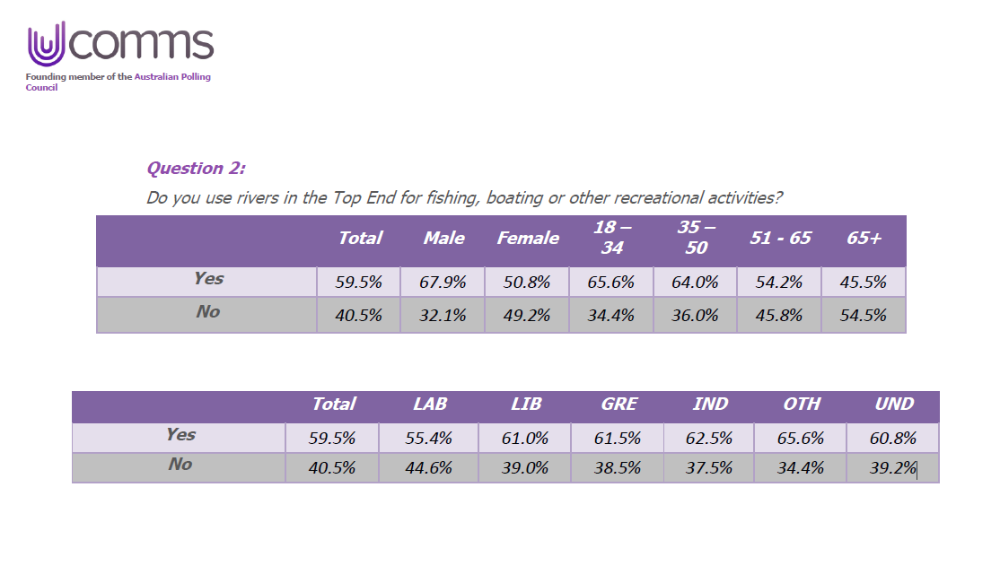 Ucomms
Founding member of the Australian Polling
Council
Question 2:
Do you use rivers in the Top End for fishing, boating or other recreational activities?
Total Male Female 18 – 34 35 – 50 51 - 65 65+
Yes 59.5% 67.9% 50.8% 65.6% 64.0% 54.2% 45.5%
No 40.5% 32.1% 49.2% 34.4% 36.0% 45.8% 54.5%
Total LAB LIB GRE IND OTH UND
Yes 59.5% 55.4% 61.0% 61.5% 62.5% 65.6% 60.8%
No 40.5% 44.6% 39.0% 38.5% 37.5% 34.4% 39.2%